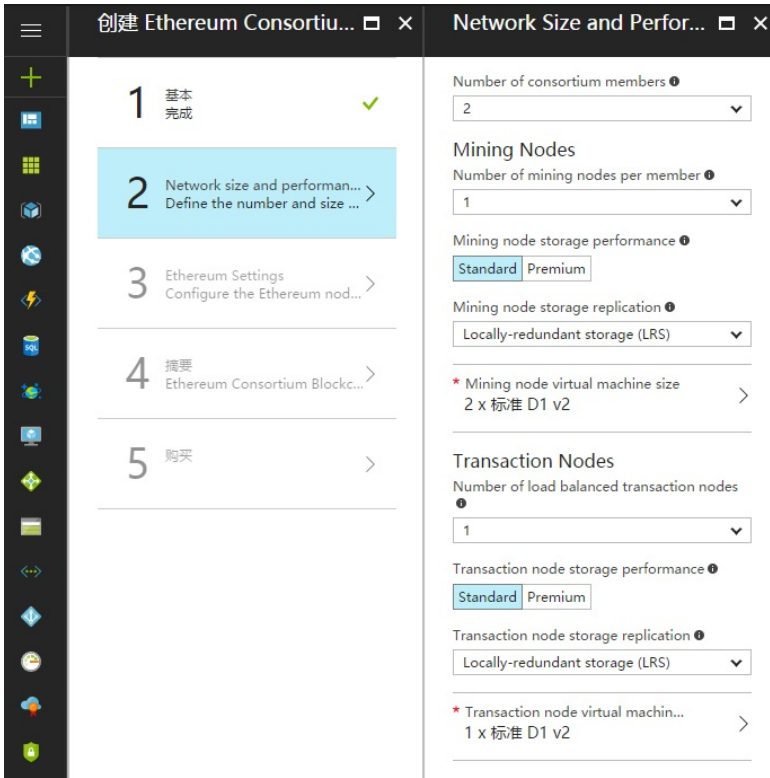 创建 Ethereum Consortiu...
1
基本
完成
2
Network size and performan...
Define the number and size ...
3
Ethereum Settings
Configure the Ethereum nod...
4
摘要
Ethereum Consortium Blockc...
5
购买
Network Size and Perfor...
Number of consortium members
2
Mining Nodes
Number of mining nodes per member
1
Mining node storage performance
Standard Premium
Mining node storage replication
Locally-redundant storage (LRS)
* Mining node virtual machine size
2 x 标准 D1 v2
Transaction Nodes
Number of load balanced transaction nodes
1
Transaction node storage performance
Standard Premium
Transaction node storage replication
Locally-redundant storage (LRS)
* Transaction node virtual machin...
1 x 标准 D1 v2
SQL